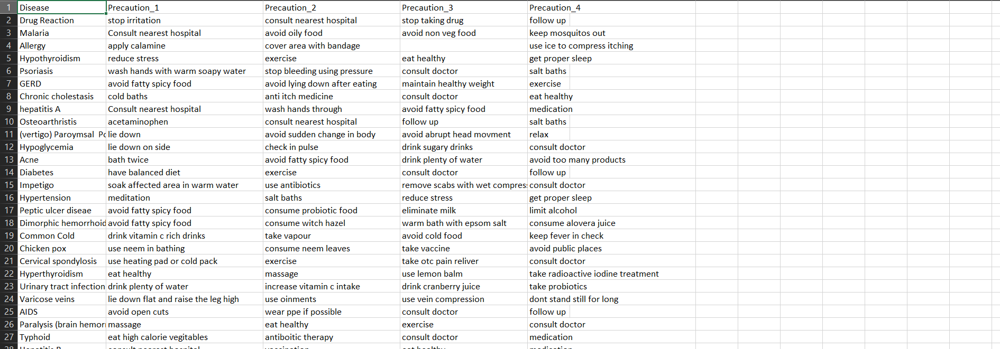 1 Disease Precaution_1 Precaution_2 Precaution_3 Precaution_4
2 Drug Reaction stop irritation consult nearest hospital stop taking drug follow up
3 Malaria Consult nearest hospital avoid oily food avoid non veg food keep mosquitos out
4 Allergy apply calamine cover area with bandage use ice to compress itching
5 Hypothyroidism reduce stress exercise eat healthy get proper sleep
6 Psoriasis wash hands with warm soapy water stop bleeding using pressure consult doctor salt baths
7 GERD avoid fatty spicy food avoid lying down after eating maintain healthy weight exercise
8 Chronic cholestasis cold baths anti itch medicine consult doctor eat healthy
9 hepatitis A Consult nearest hospital wash hands through avoid fatty spicy food medication
10 Osteoarthristis acetaminophen consult nearest hospital follow up salt baths
11 (vertigo) Paroymsal Po lie down avoid sudden change in body avoid abrupt head movment relax
12 Hypoglycemia lie down on side check in pulse drink sugary drinks consult doctor
13 Acne bath twice avoid fatty spicy food drink plenty of water avoid too many products
14 Diabetes have balanced diet exercise consult doctor follow up
15 Impetigo soak affected area in warm water use antibiotics remove scabs with wet compres consult doctor
16 Hypertension meditation salt baths reduce stress get proper sleep
17 Peptic ulcer diseae avoid fatty spicy food consume probiotic food eliminate milk limit alcohol
18 Dimorphic hemorrhoid avoid fatty spicy food consume witch hazel warm bath with epsom salt consume alovera juice
19 Common Cold drink vitamin c rich drinks take vapour avoid cold food keep fever in check
20 Chicken pox use neem in bathing consume neem leaves take vaccine avoid public places
21 Cervical spondylosis use heating pad or cold pack exercise take otc pain reliver consult doctor
22 Hyperthyroidism eat healthy massage use lemon balm take radioactive iodine treatment
23 Urinary tract infection drink plenty of water increase vitamin c intake drink cranberry juice take probiotics
24 Varicose veins lie down flat and raise the leg high use oinments use vein compression dont stand still for long
25 AIDS avoid open cuts wear ppe if possible consult doctor follow up
26 Paralysis (brain hemor massage eat healthy exercise consult doctor
27 Typhoid eat high calorie vegitables antiboitic therapy consult doctor medication